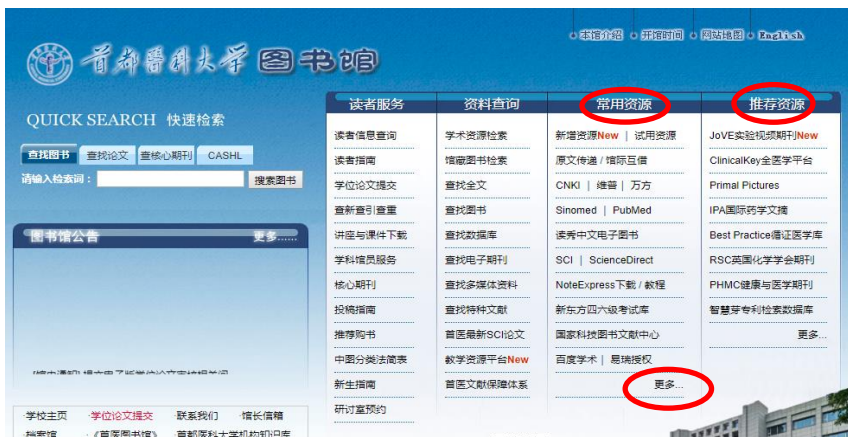 本馆介绍 开馆时间 网站地图 English
首都醫科大学 图书馆
QUICK SEARCH 快速检索
查找图书 查找论文 查核心期刊 CASHL
请输入检索词： 搜索图书
图书馆公告 更多......
·学校主页 ·学位论文提交 ·联系我们 ·馆长信箱
·档案馆 ·《首医图书馆》 ·首都医科大学机构知识库
读者服务
读者信息查询
读者指南
学位论文提交
查新查引查重
讲座与课件下载
学科馆员服务
核心期刊
投稿指南
推荐购书
中图分类法简表
新生指南
研讨室预约
资料查询
学术资源检索
馆藏图书检索
查找全文
查找图书
查找数据库
查找电子期刊
查找多媒体资料
查找特种文献
首医最新SCI论文
教学资源平台New
首医文献保障体系
常用资源
新增资源New | 试用资源
原文传递 / 馆际互借
CNKI | 维普 | 万方
Sinomed | PubMed
读秀中文电子图书
SCI | ScienceDirect
NoteExpress下载 / 教程
新东方四六级考试库
国家科技图书文献中心
百度学术 | 易瑞授权
更多...
推荐资源
JoVE实验视频期刊New
ClinicalKey全医学平台
Primal Pictures
IPA国际药学文摘
Best Practice循证医学库
RSC英国化学学会期刊
PHMC健康与医学期刊
智慧芽专利检索数据库
更多...